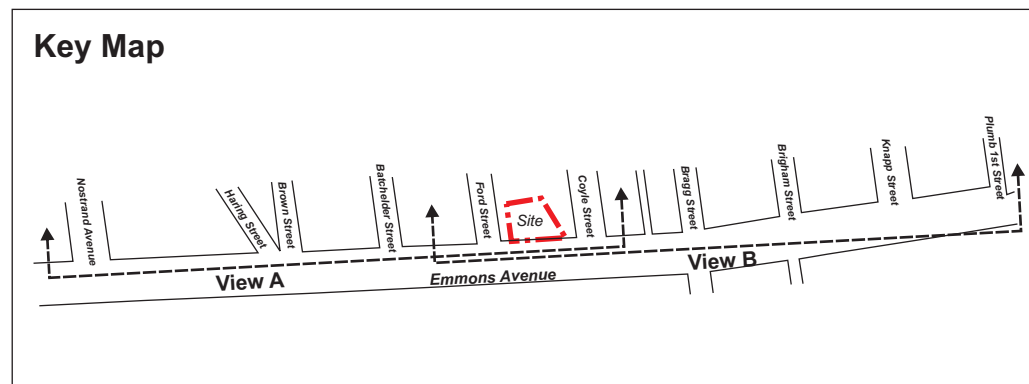 Key Map
Nostrand Avenue
Haring Street
Brown Street
Batchelder Street
Ford Street
Site
Coyle Street
Bragg Street
Brigham Street
Knapp Street
Plumb 1st Street
View A
Emmons Avenue
View B